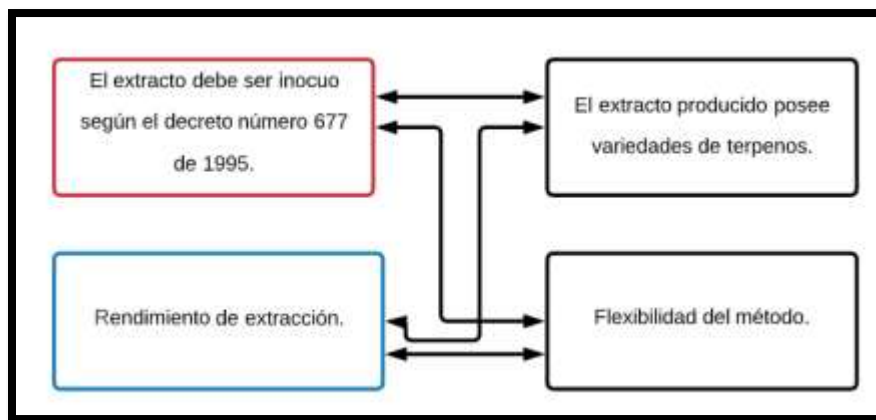 El extracto debe ser inocuo
según el decreto número 677
de 1995.
El extracto producido posee
variedades de terpenos.
Rendimiento de extracción.
Flexibilidad del método.